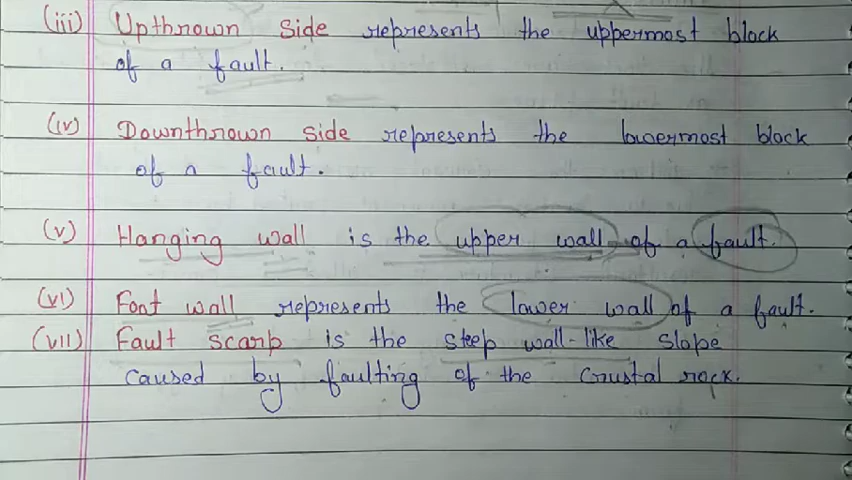 (iii) Upthrown side represents the uppermost block
of a fault.
(iv) Downthrown side represents the lowermost block
of a fault.
(v) Hanging wall is the upper wall of a fault.
(vi) Foot wall represents the lower wall of a fault.
(vii) Fault scarp is the steep wall-like slope
caused by faulting of the crustal rock.